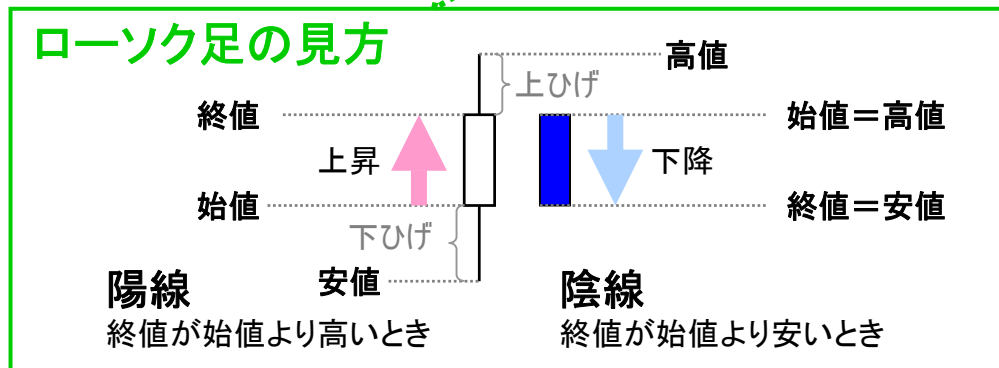 ローソク足の見方
高値
上ひげ
終値
始値＝高値
上昇
下降
始値
終値＝安値
下ひげ
安値
陽線
陰線
終値が始値より高いとき
終値が始値より安いとき